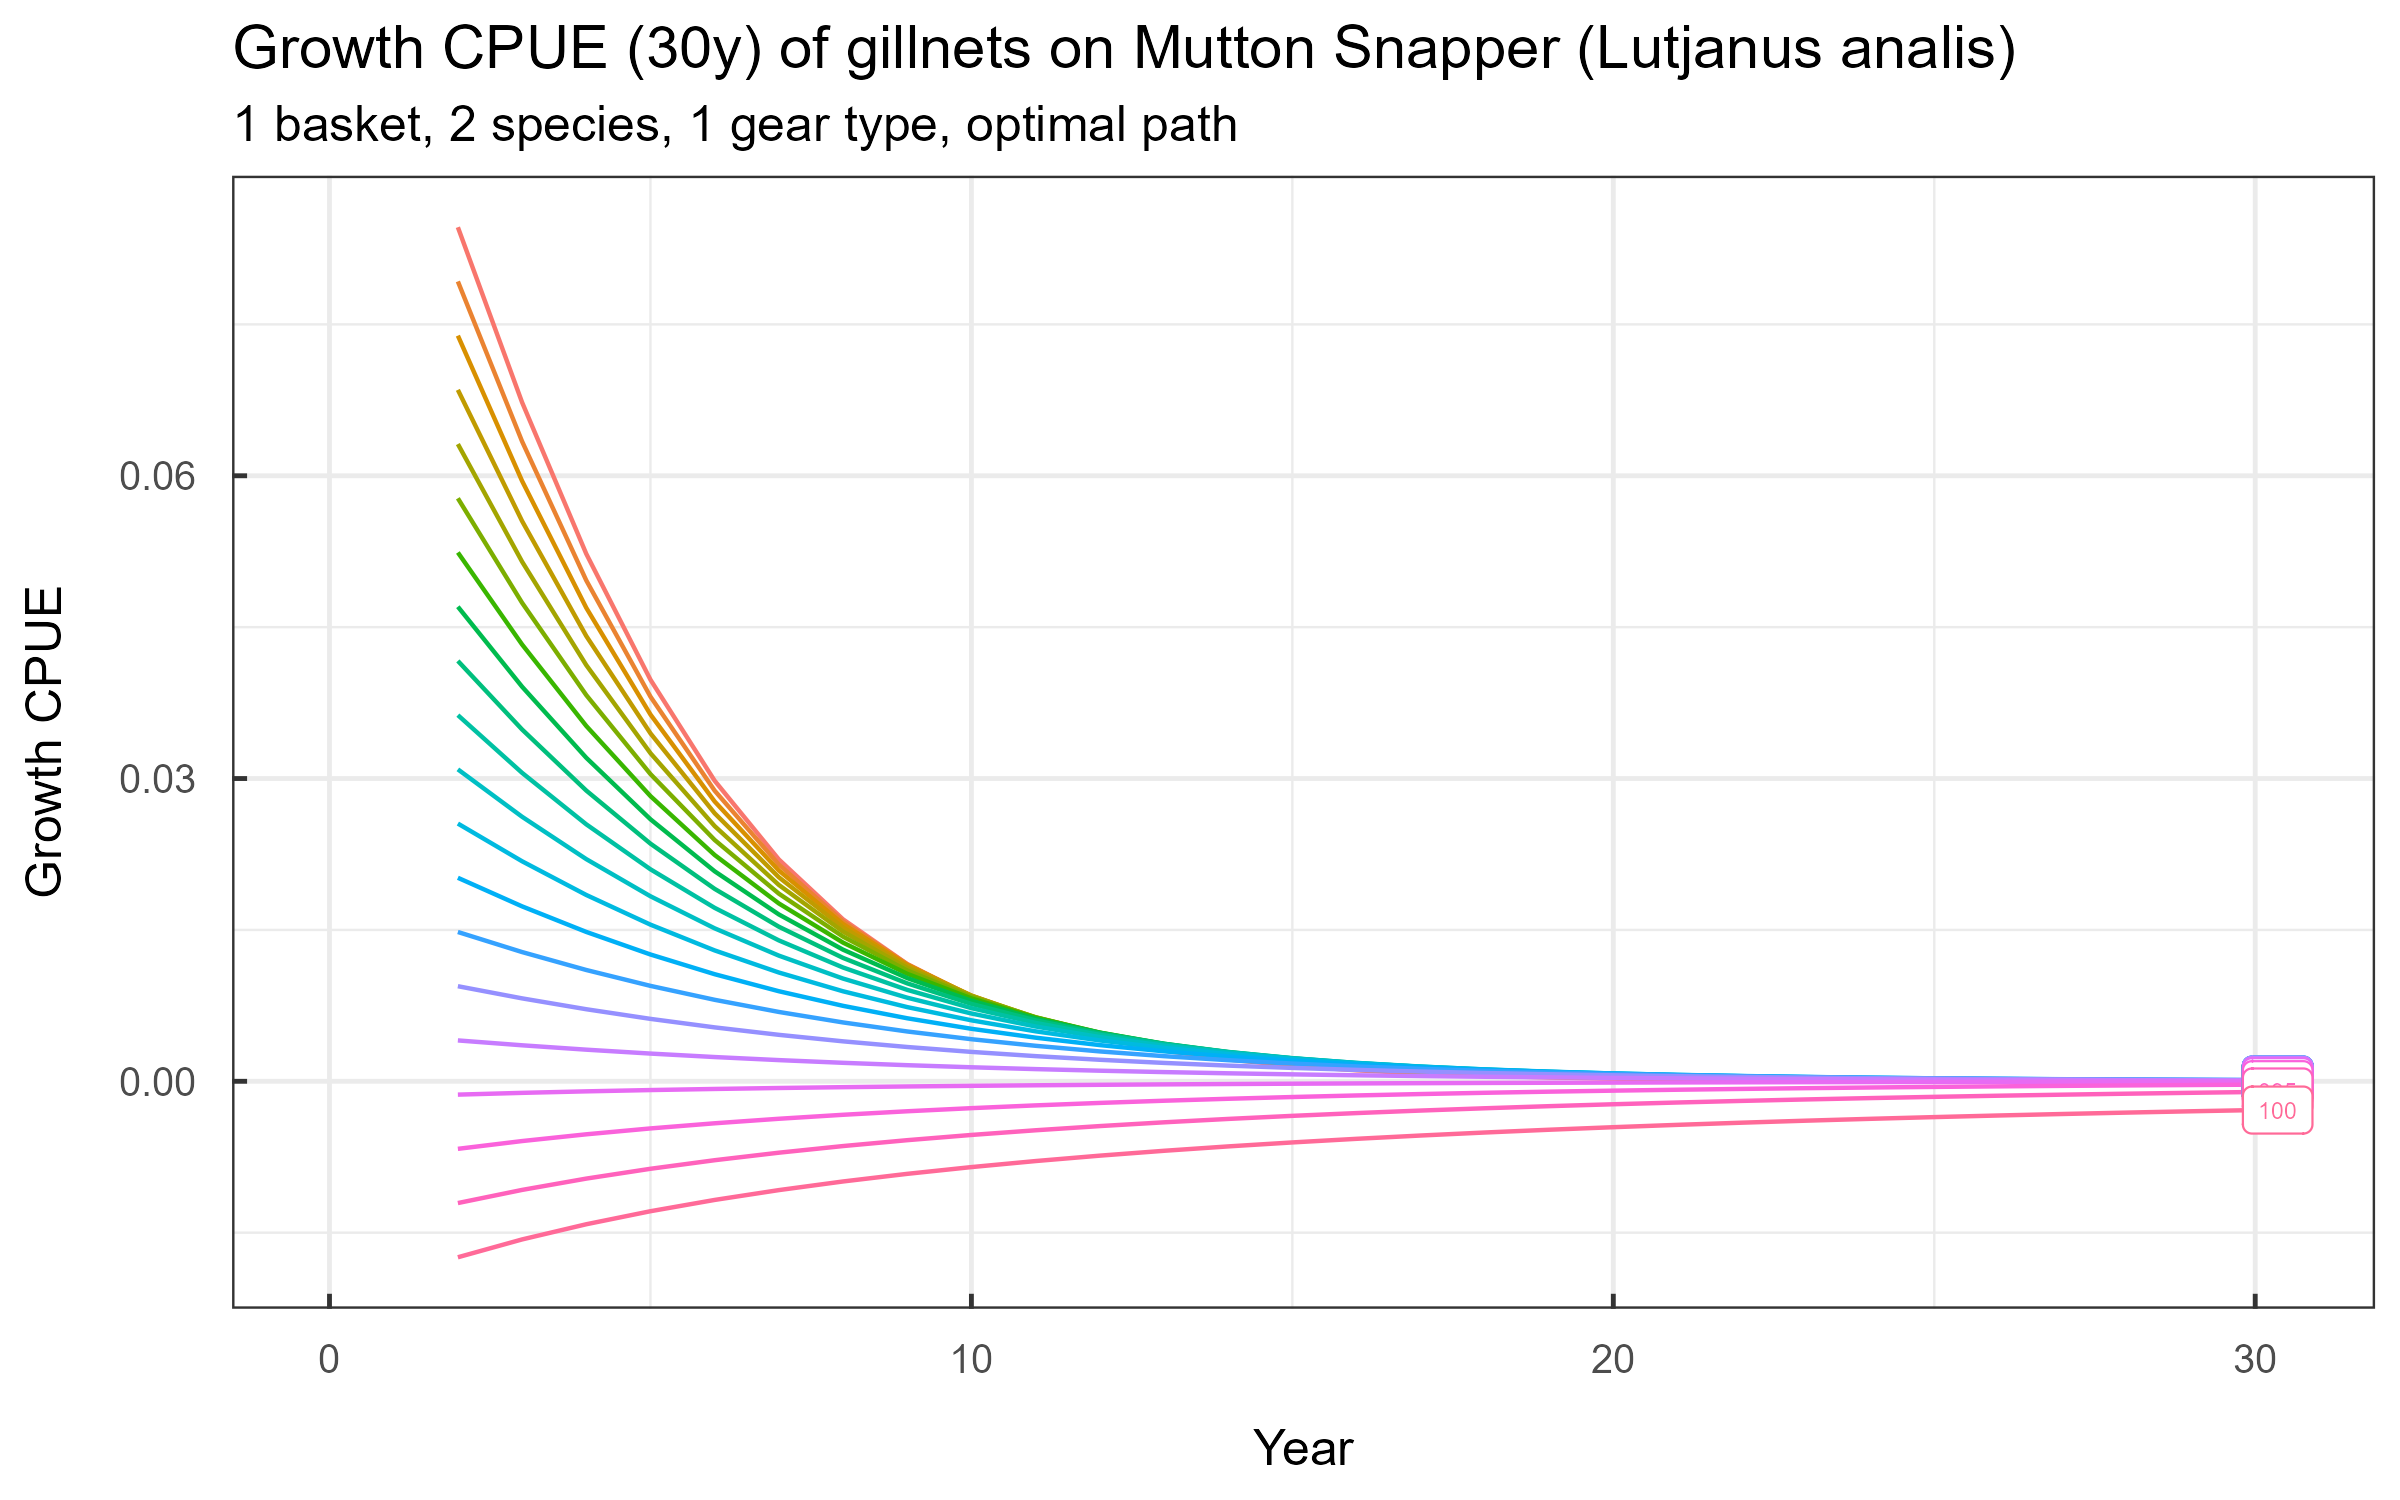 Growth CPUE (30y) of gillnets on Mutton Snapper (Lutjanus analis)
1 basket, 2 species, 1 gear type, optimal path
Growth CPUE
0.06
0.03
0.00
100
0
10
20
30
Year